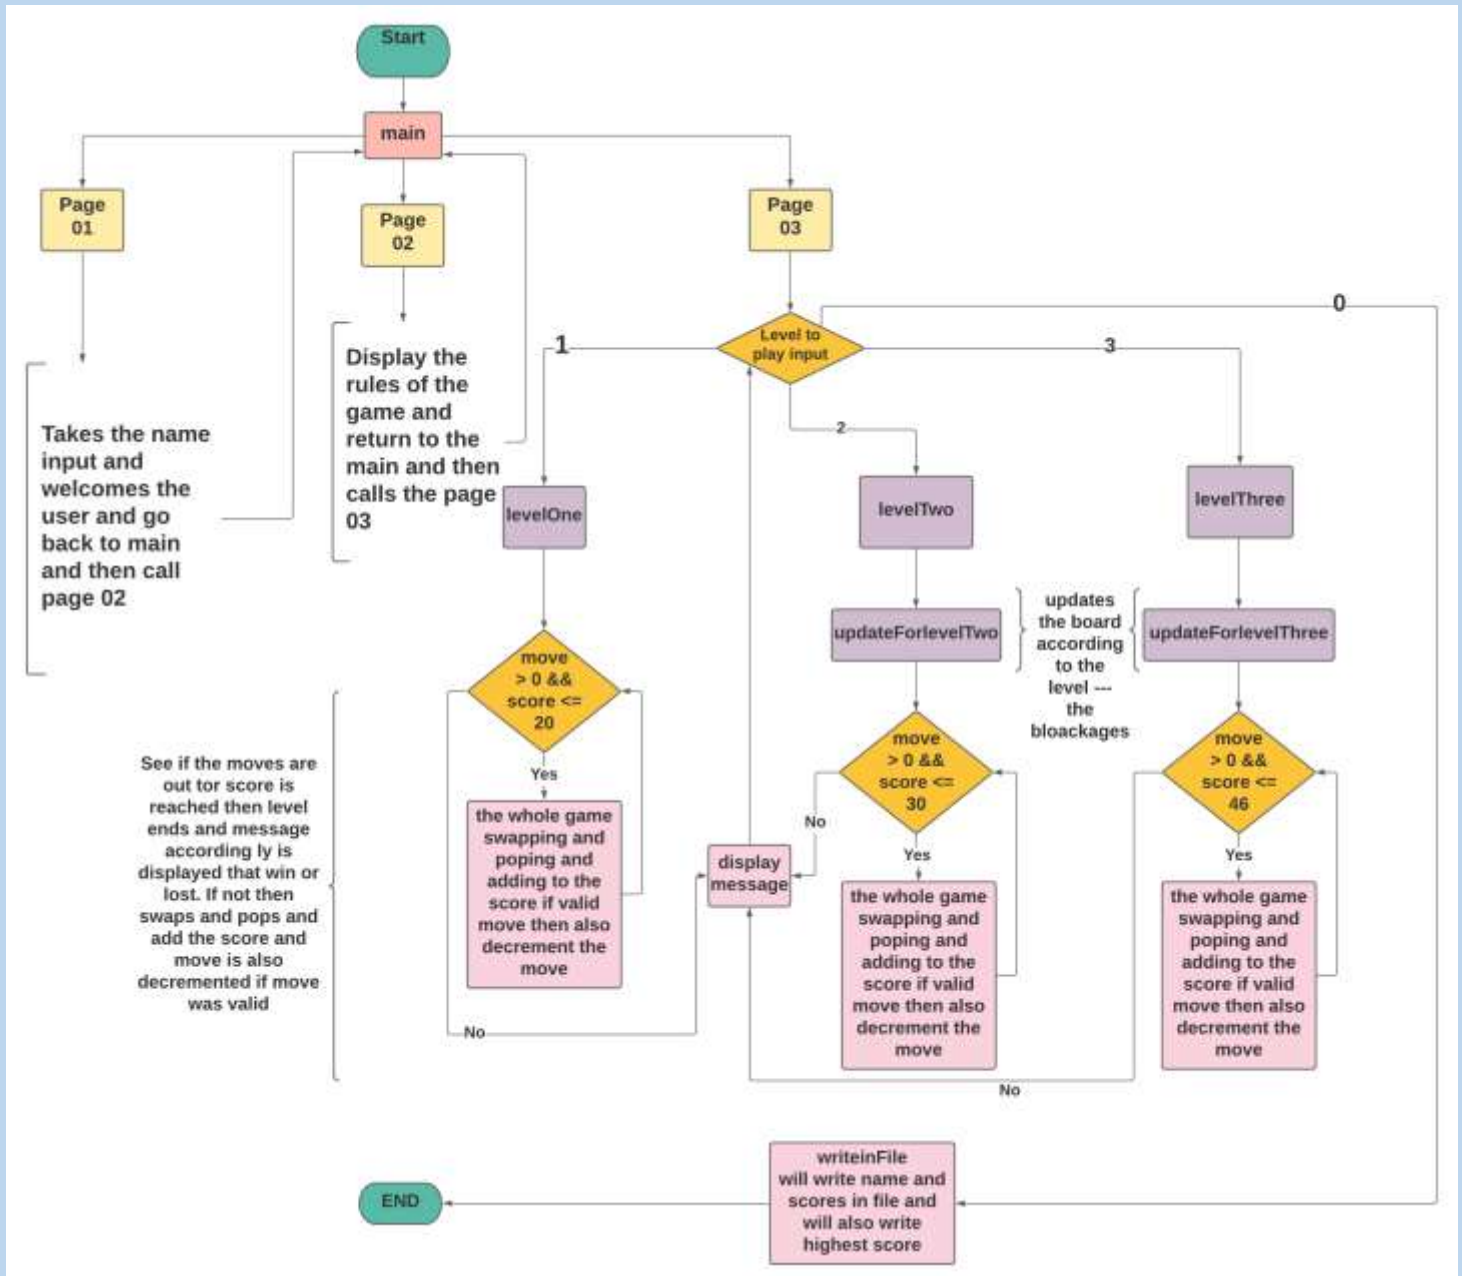 Start
main
Page
01
Page
02
Page
03
0
Level to
play input
1
3
2
Display the
rules of the
game and
return to the
main and then
calls the page
03
Takes the name
input and
welcomes the
user and go
back to main
and then call
page 02
levelOne
levelTwo
levelThree
updateForlevelTwo
updates
the board
according
to the
level ---
the
bloackages
updateForlevelThree
move
> 0 &&
score <=
20
Yes
the whole game
swapping and
poping and
adding to the
score if valid
move then also
decrement the
move
No
See if the moves are
out tor score is
reached then level
ends and message
according ly is
displayed that win or
lost. If not then
swaps and pops and
add the score and
move is also
decremented if move
was valid
display
message
move
> 0 &&
score <=
30
No
Yes
the whole game
swapping and
poping and
adding to the
score if valid
move then also
decrement the
move
move
> 0 &&
score <=
46
Yes
the whole game
swapping and
poping and
adding to the
score if valid
move then also
decrement the
move
No
writeinFile
will write name and
scores in file and
will also write
highest score
END